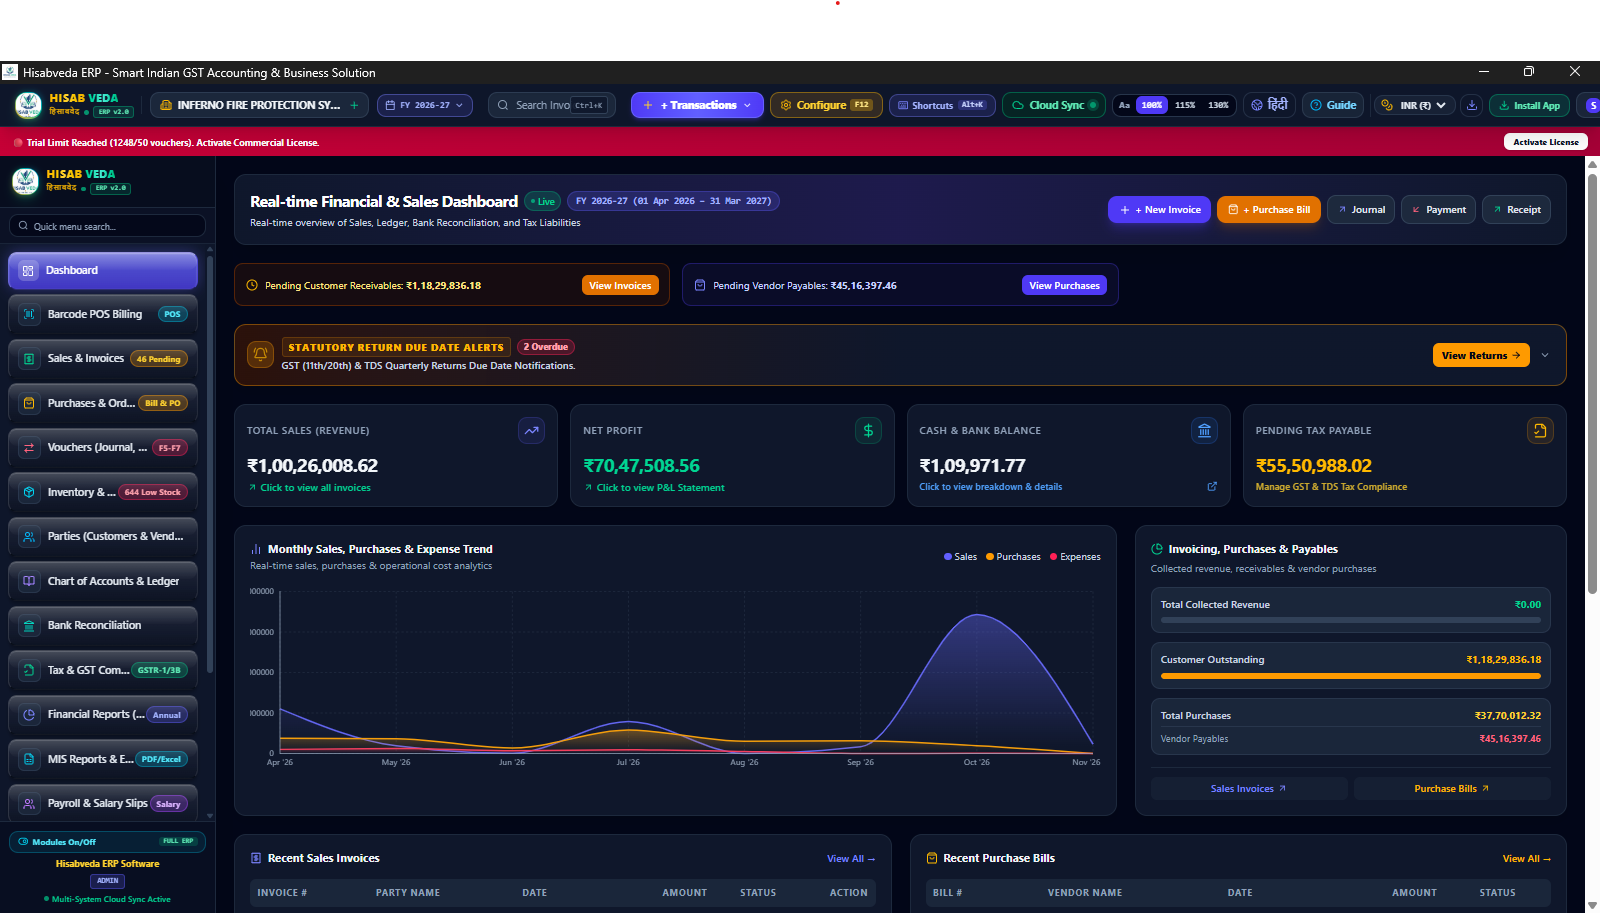 Hisabveda ERP - Smart Indian GST Accounting & Business Solution
HISAB VEDA
हिसाबवेद ERP v2.0
INFERNO FIRE PROTECTION SY... +
FY 2026-27
Search Invo Ctrl+K
+ + Transactions
Configure F12
Shortcuts Alt+K
Cloud Sync
Aa 100% 115% 130%
हिंदी
Guide
INR (₹)
Install App
S
Trial Limit Reached (1248/50 vouchers). Activate Commercial License.
Activate License
HISAB VEDA
हिसाबवेद ERP v2.0
Quick menu search...
Dashboard
Barcode POS Billing POS
Sales & Invoices 46 Pending
Purchases & Ord... Bill & PO
Vouchers (Journal, ... F5-F7
Inventory & ... 644 Low Stock
Parties (Customers & Vend...
Chart of Accounts & Ledger
Bank Reconciliation
Tax & GST Com... GSTR-1/3B
Financial Reports (... Annual
MIS Reports & E... PDF/Excel
Payroll & Salary Slips Salary
Modules On/Off FULL ERP
Hisabveda ERP Software
ADMIN
Multi-System Cloud Sync Active
Real-time Financial & Sales Dashboard
Live
FY 2026-27 (01 Apr 2026 – 31 Mar 2027)
Real-time overview of Sales, Ledger, Bank Reconciliation, and Tax Liabilities
+ + New Invoice
+ Purchase Bill
Journal
Payment
Receipt
Pending Customer Receivables: ₹1,18,29,836.18
View Invoices
Pending Vendor Payables: ₹45,16,397.46
View Purchases
STATUTORY RETURN DUE DATE ALERTS
2 Overdue
GST (11th/20th) & TDS Quarterly Returns Due Date Notifications.
View Returns →
TOTAL SALES (REVENUE)
₹1,00,26,008.62
Click to view all invoices
NET PROFIT
₹70,47,508.56
Click to view P&L Statement
CASH & BANK BALANCE
₹1,09,971.77
Click to view breakdown & details
PENDING TAX PAYABLE
₹55,50,988.02
Manage GST & TDS Tax Compliance
Monthly Sales, Purchases & Expense Trend
Real-time sales, purchases & operational cost analytics
Sales Purchases Expenses
0
Apr '26 May '26 Jun '26 Jul '26 Aug '26 Sep '26 Oct '26 Nov '26
Invoicing, Purchases & Payables
Collected revenue, receivables & vendor purchases
Total Collected Revenue ₹0.00
Customer Outstanding ₹1,18,29,836.18
Total Purchases ₹37,70,012.32
Vendor Payables ₹45,16,397.46
Sales Invoices ↗
Purchase Bills ↗
Recent Sales Invoices
View All →
INVOICE # PARTY NAME DATE AMOUNT STATUS ACTION
Recent Purchase Bills
View All →
BILL # VENDOR NAME DATE AMOUNT STATUS